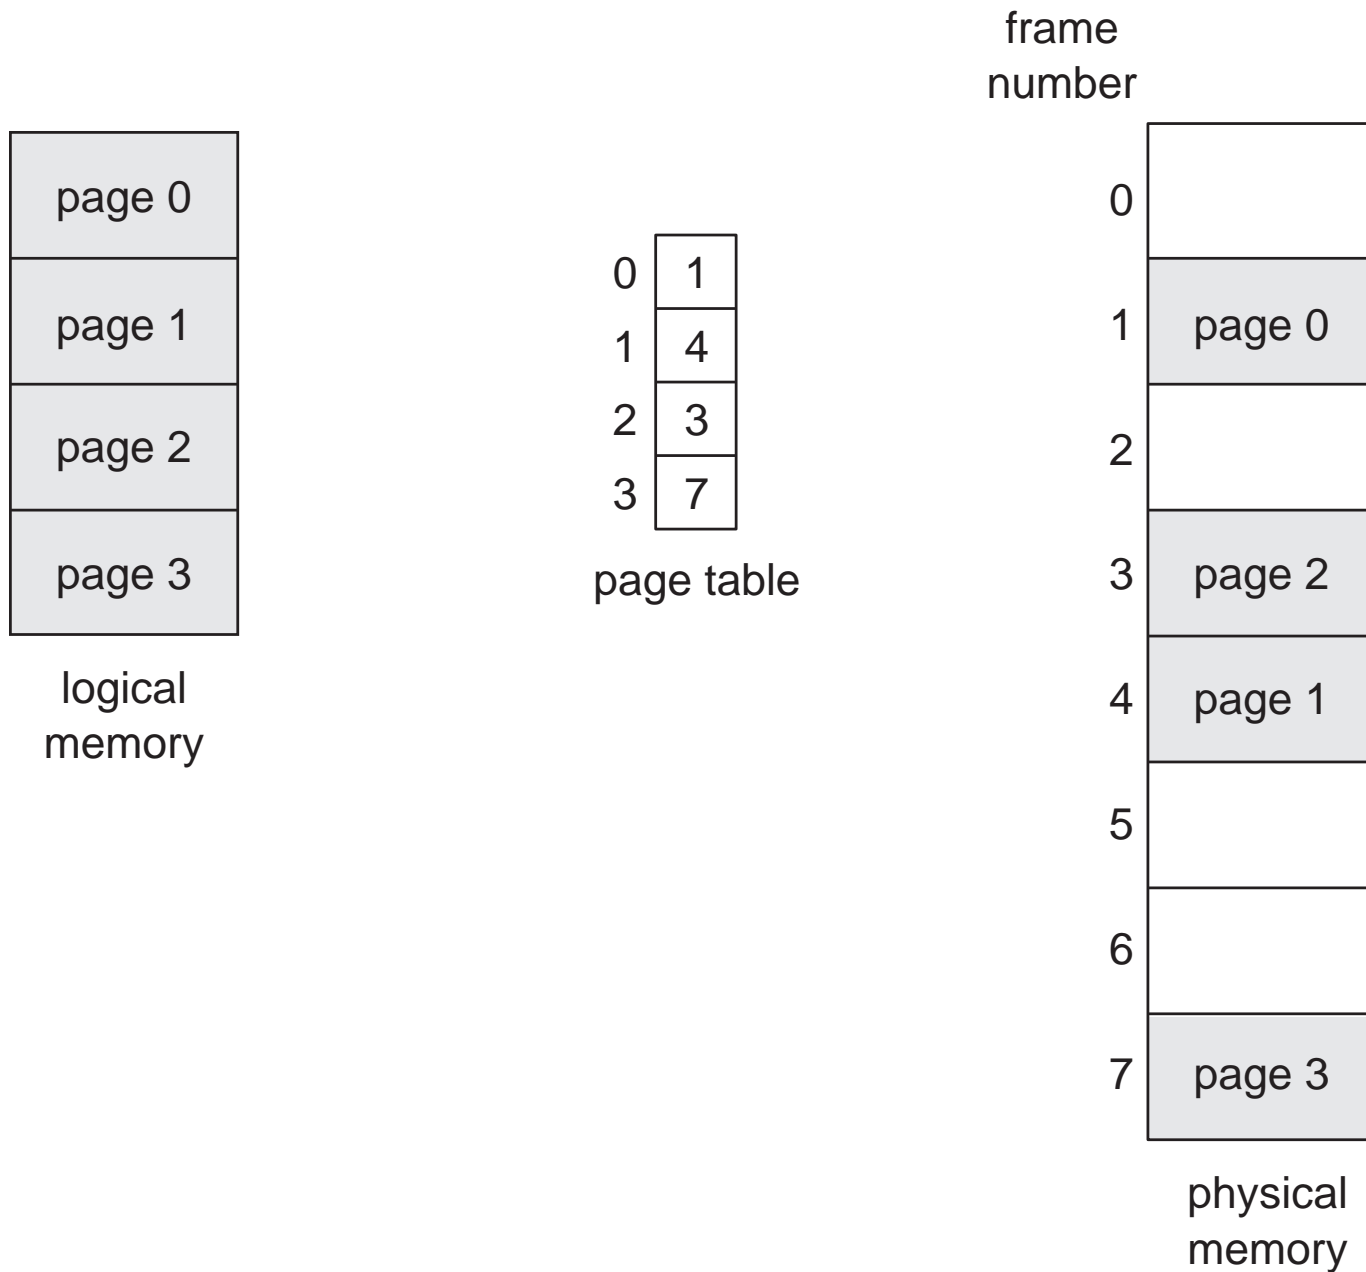 frame
number
page 0
page 1
page 2
page 3
logical
memory
0 1
1 4
2 3
3 7
page table
0
1 page 0
2
3 page 2
4 page 1
5
6
7 page 3
physical
memory